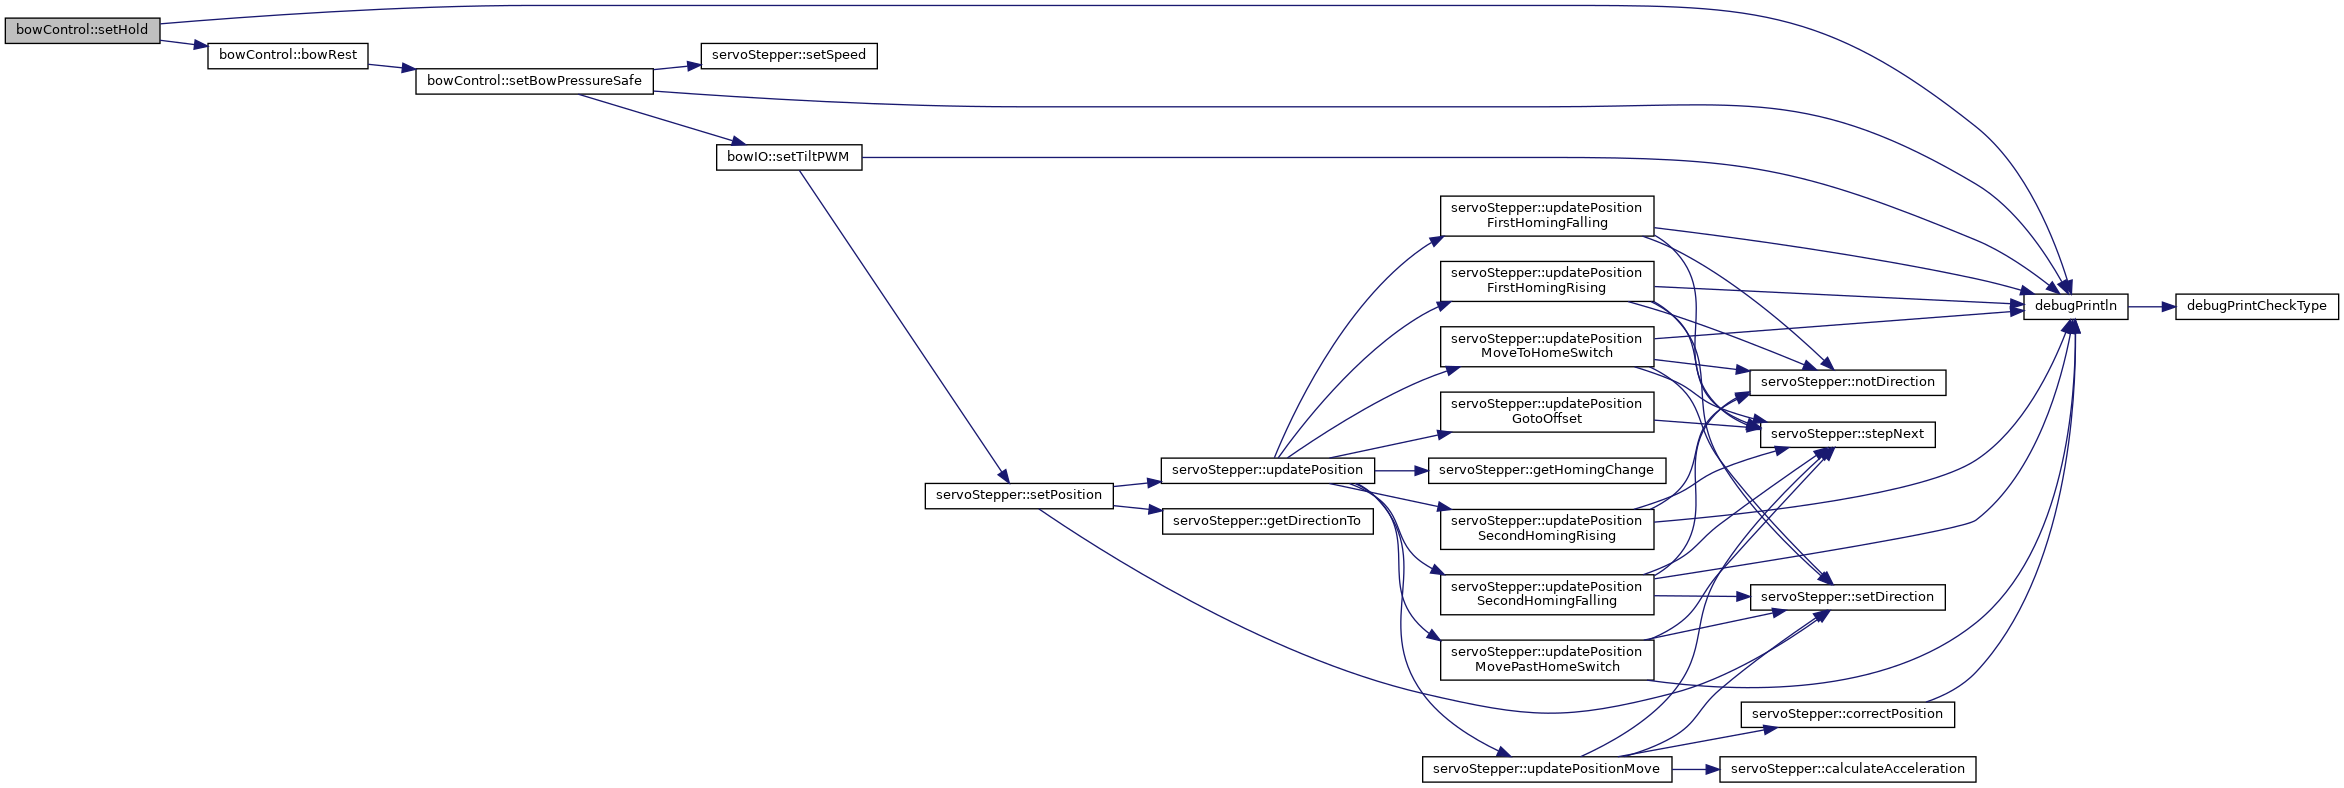 bowControl::setHold
bowControl::bowRest
bowControl::setBowPressureSafe
servoStepper::setSpeed
bowIO::setTiltPWM
servoStepper::setPosition
servoStepper::updatePosition
servoStepper::getDirectionTo
servoStepper::updatePosition
FirstHomingFalling
servoStepper::updatePosition
FirstHomingRising
servoStepper::updatePosition
MoveToHomeSwitch
servoStepper::updatePosition
GotoOffset
servoStepper::getHomingChange
servoStepper::updatePosition
SecondHomingRising
servoStepper::updatePosition
SecondHomingFalling
servoStepper::updatePosition
MovePastHomeSwitch
servoStepper::updatePositionMove
servoStepper::notDirection
servoStepper::stepNext
servoStepper::setDirection
servoStepper::correctPosition
servoStepper::calculateAcceleration
debugPrintln
debugPrintCheckType